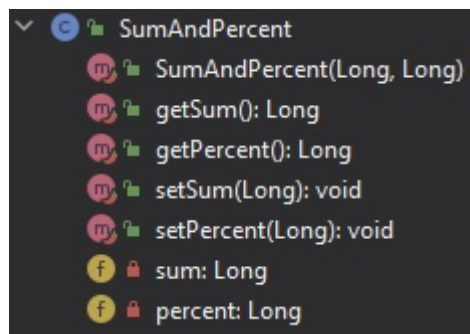 SumAndPercent
SumAndPercent(Long, Long)
getSum(): Long
getPercent(): Long
setSum(Long): void
setPercent(Long): void
sum: Long
percent: Long